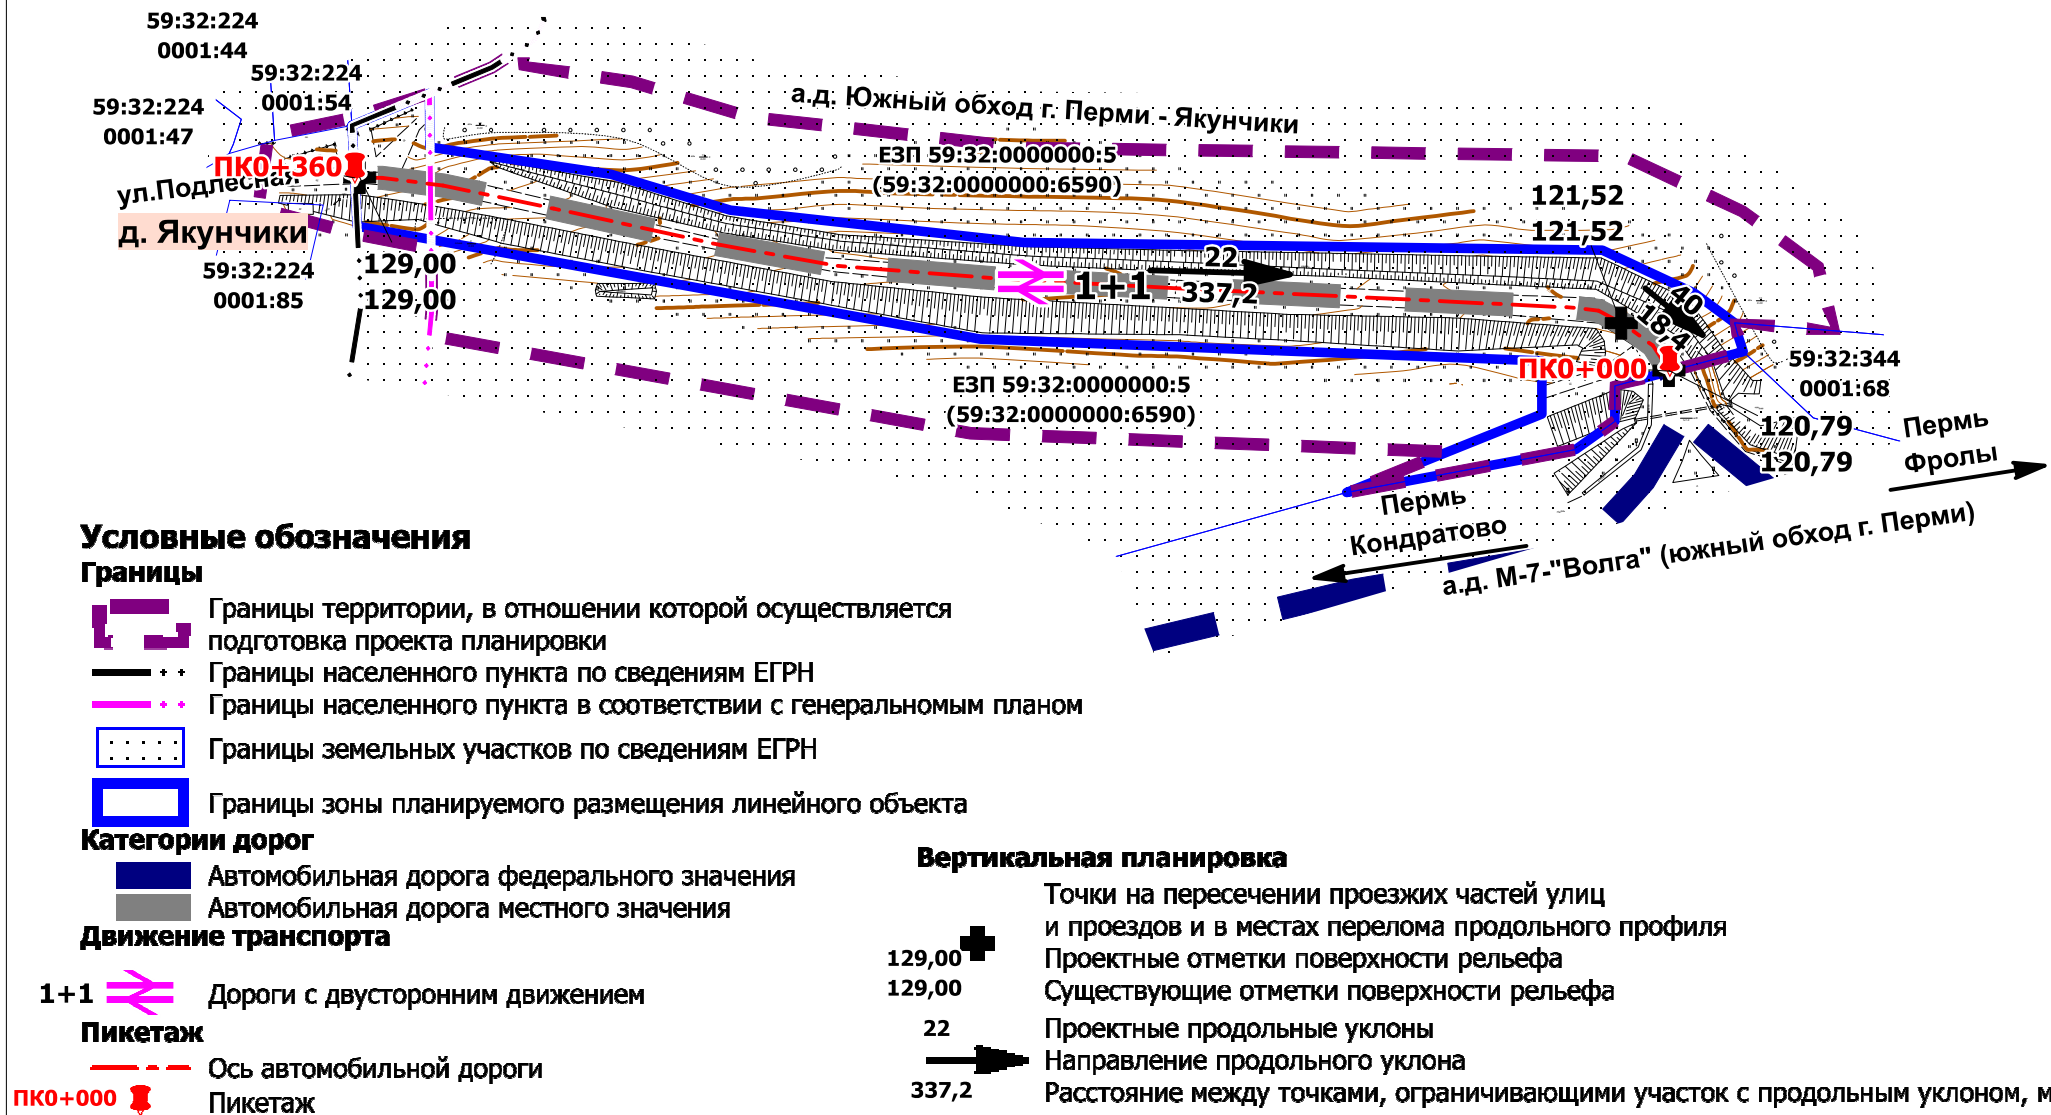 59:32:224
0001:44
59:32:224
0001:54
59:32:224
0001:47
а.д. Южный обход г. Перми - Якунчики
ПК0+360
ул.Подлесная
д. Якунчики
59:32:224
0001:85
129,00
129,00
ЕЗП 59:32:0000000:5
(59:32:0000000:6590)
121,52
121,52
22
337,2
1+1
40
18,4
ПК0+000
59:32:344
0001:68
ЕЗП 59:32:0000000:5
(59:32:0000000:6590)
120,79
120,79
Пермь
Фролы
Пермь
Кондратово
а.д. М-7-"Волга" (южный обход г. Перми)
Условные обозначения
Границы
Границы территории, в отношении которой осуществляется
подготовка проекта планировки
Границы населенного пункта по сведениям ЕГРН
Границы населенного пункта в соответствии с генеральномым планом
Границы земельных участков по сведениям ЕГРН
Границы зоны планируемого размещения линейного объекта
Категории дорог
Автомобильная дорога федерального значения
Автомобильная дорога местного значения
Движение транспорта
1+1
Дороги с двусторонним движением
Пикетаж
Ось автомобильной дороги
ПК0+000
Пикетаж
Вертикальная планировка
Точки на пересечении проезжих частей улиц
и проездов и в местах перелома продольного профиля
129,00
Проектные отметки поверхности рельефа
129,00
Существующие отметки поверхности рельефа
22
Проектные продольные уклоны
Направление продольного уклона
337,2
Расстояние между точками, ограничивающими участок с продольным уклоном, м